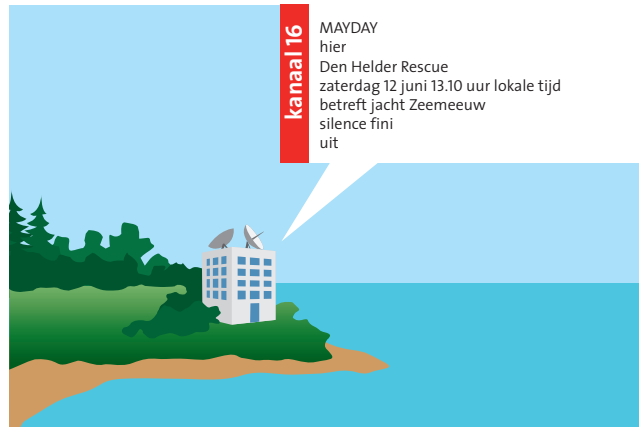 kanaal 16
MAYDAY
hier
Den Helder Rescue
zaterdag 12 juni 13.10 uur lokale tijd
betreft jacht Zeemeeuw
silence fini
uit